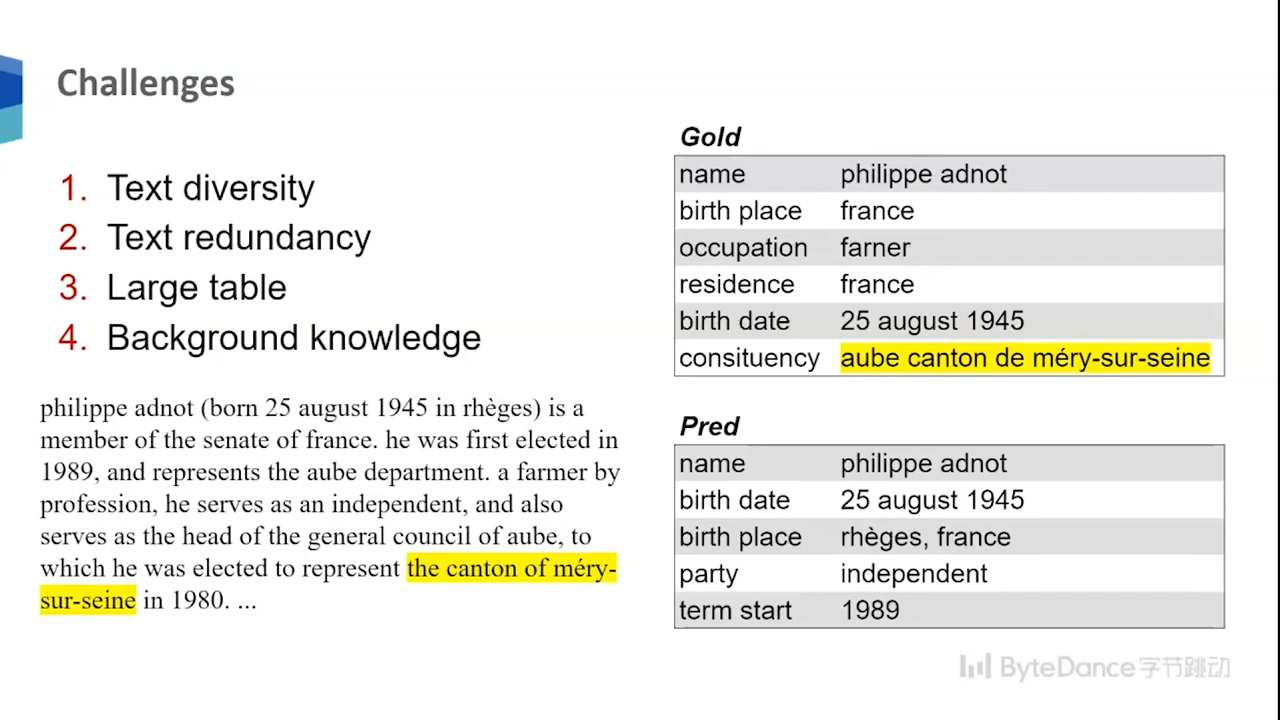 Challenges
1. Text diversity
2. Text redundancy
3. Large table
4. Background knowledge
philippe adnot (born 25 august 1945 in rhèges) is a
member of the senate of france. he was first elected in
1989, and represents the aube department. a farmer by
profession, he serves as an independent, and also
serves as the head of the general council of aube, to
which he was elected to represent the canton of méry-
sur-seine in 1980. ...
Gold
name philippe adnot
birth place france
occupation farner
residence france
birth date 25 august 1945
consituency aube canton de méry-sur-seine
Pred
name philippe adnot
birth date 25 august 1945
birth place rhèges, france
party independent
term start 1989
ByteDance字节跳动